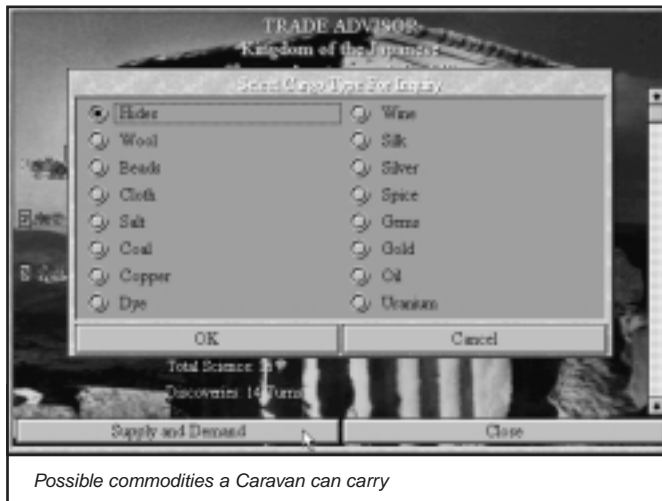 TRADE ADVISOR
Kingdom of the Japanese
Select Cargo Type For Inquiry
Hides
Wool
Beads
Cloth
Salt
Coal
Copper
Dye
Wine
Silk
Silver
Spice
Gems
Gold
Oil
Uranium
OK
Cancel
Total Science:
Discoveries: 14 Turns
Supply and Demand
Close
Possible commodities a Caravan can carry